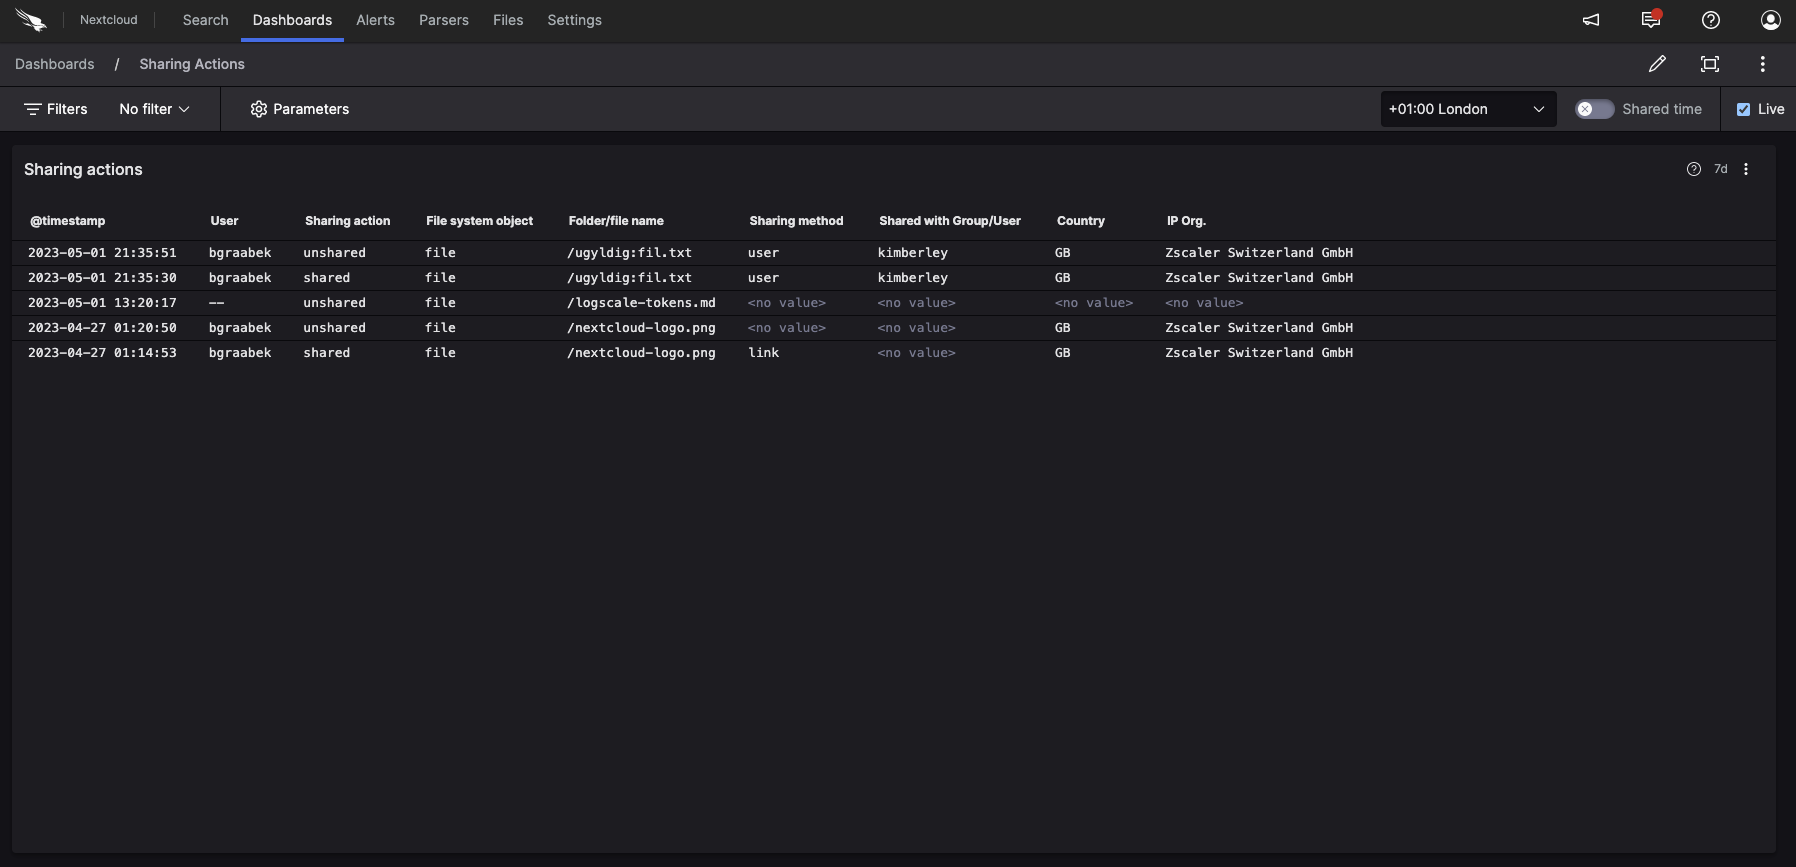 Nextcloud Search Dashboards Alerts Parsers Files Settings
Dashboards / Sharing Actions
Filters No filter Parameters +01:00 London Shared time Live
Sharing actions 7d
@timestamp User Sharing action File system object Folder/file name Sharing method Shared with Group/User Country IP Org.
2023-05-01 21:35:51 bgraabek unshared file /ugyldig:fil.txt user kimberley GB Zscaler Switzerland GmbH
2023-05-01 21:35:30 bgraabek shared file /ugyldig:fil.txt user kimberley GB Zscaler Switzerland GmbH
2023-05-01 13:20:17 -- unshared file /logscale-tokens.md <no value> <no value> <no value> <no value>
2023-04-27 01:20:50 bgraabek unshared file /nextcloud-logo.png <no value> <no value> GB Zscaler Switzerland GmbH
2023-04-27 01:14:53 bgraabek shared file /nextcloud-logo.png link <no value> GB Zscaler Switzerland GmbH